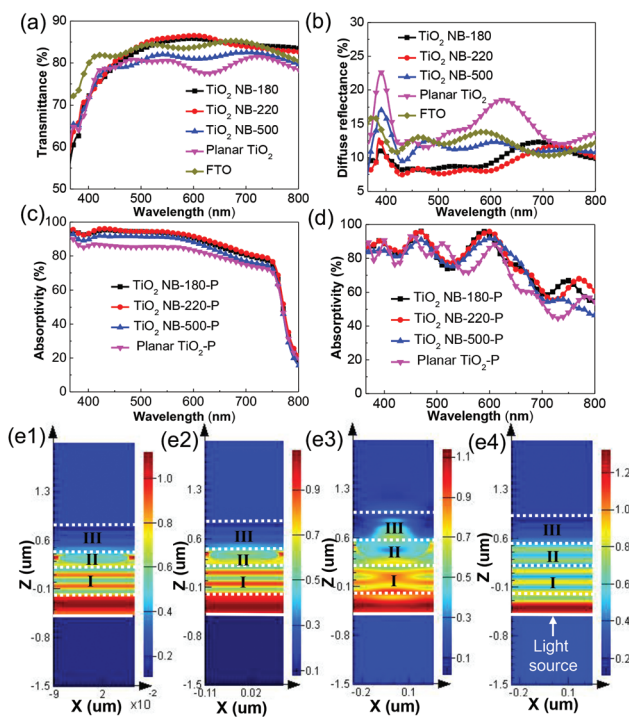 (a)
Transmittance (%)
90
80
70
60
50
TiO2 NB-180
TiO2 NB-220
TiO2 NB-500
Planar TiO2
FTO
400 500 600 700 800
Wavelength (nm)
(b)
Diffuse reflectance (%)
30
25
20
15
10
5
0
TiO2 NB-180
TiO2 NB-220
TiO2 NB-500
Planar TiO2
FTO
400 500 600 700 800
Wavelength (nm)
(c)
Absorptivity (%)
100
80
60
40
20
0
TiO2 NB-180-P
TiO2 NB-220-P
TiO2 NB-500-P
Planar TiO2-P
400 500 600 700 800
Wavelength (nm)
(d)
Absorptivity (%)
100
80
60
40
20
0
TiO2 NB-180-P
TiO2 NB-220-P
TiO2 NB-500-P
Planar TiO2-P
400 500 600 700 800
Wavelength (nm)
(e1)
Z (um)
1.3
0.6
-0.1
-0.8
-1.5
III
II
I
-9 2 -2
x10
X (um)
1.0
0.8
0.6
0.4
0.2
(e2)
Z (um)
1.3
0.6
-0.1
-0.8
-1.5
III
II
I
-0.11 0.02
X (um)
0.9
0.7
0.5
0.3
0.1
(e3)
Z (um)
1.3
0.6
-0.1
-0.8
-1.5
III
II
I
-0.2 0.1
X (um)
1.1
0.9
0.7
0.5
0.3
0.1
(e4)
Z (um)
1.3
0.6
-0.1
-0.8
-1.5
III
II
I
Light
source
-0.2 0.1
X (um)
1.2
1.0
0.8
0.6
0.4
0.2